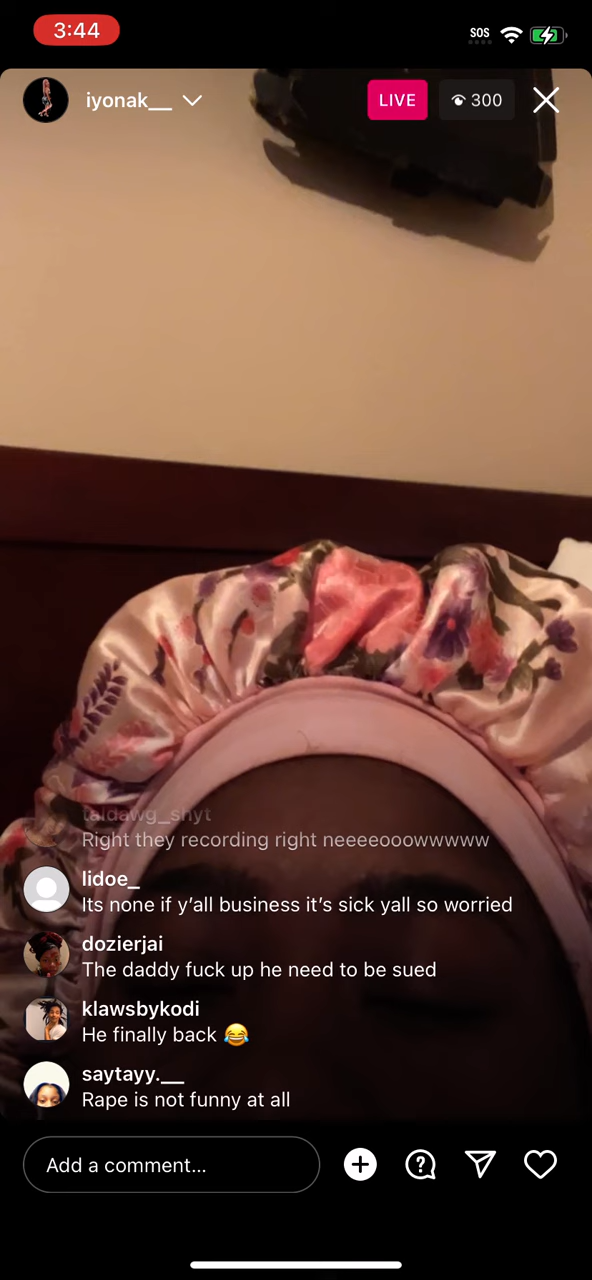 3:44
SOS
iyonak__
LIVE
300
taldawg_shyt
Right they recording right neeeeooowwwww
lidoe_
Its none if y'all business it's sick yall so worried
dozierjai
The daddy fuck up he need to be sued
klawsbykodi
He finally back 😂
saytayy.__
Rape is not funny at all
Add a comment...